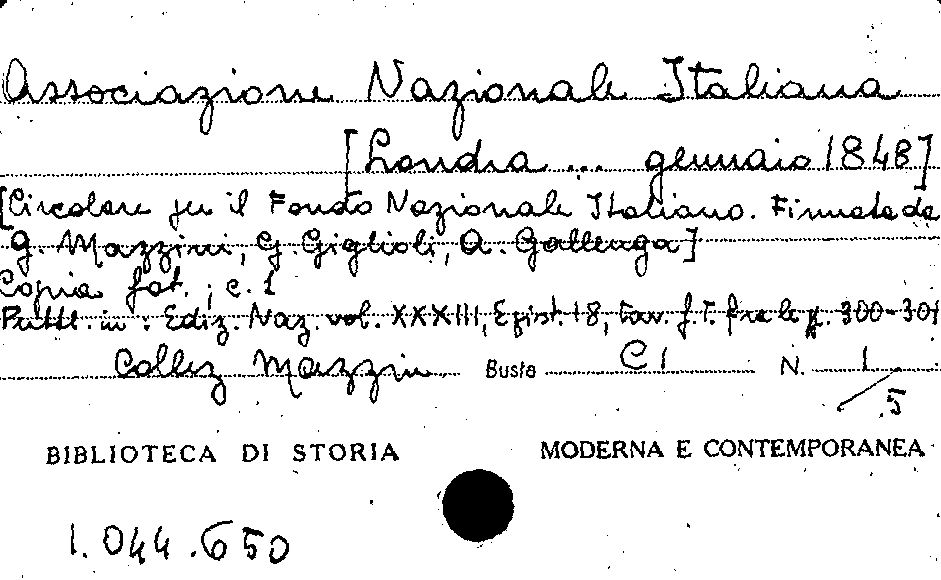 Associazione Nazionale Italiana
[Londra ... gennaio 1848]
[Circolare per il Fondo Nazionale Italiano. Firmata da
G. Mazzini, G. Giglioli, A. Gallenga]
Copia fot.; c. 1
Pubbl. in: Ediz. Naz. vol. XXXIII, Epist. 18, tav. f.T. fra le p. 300-301
Collez Mazzini Busta C1 N. 1
/5
BIBLIOTECA DI STORIA MODERNA E CONTEMPORANEA
1.044.650